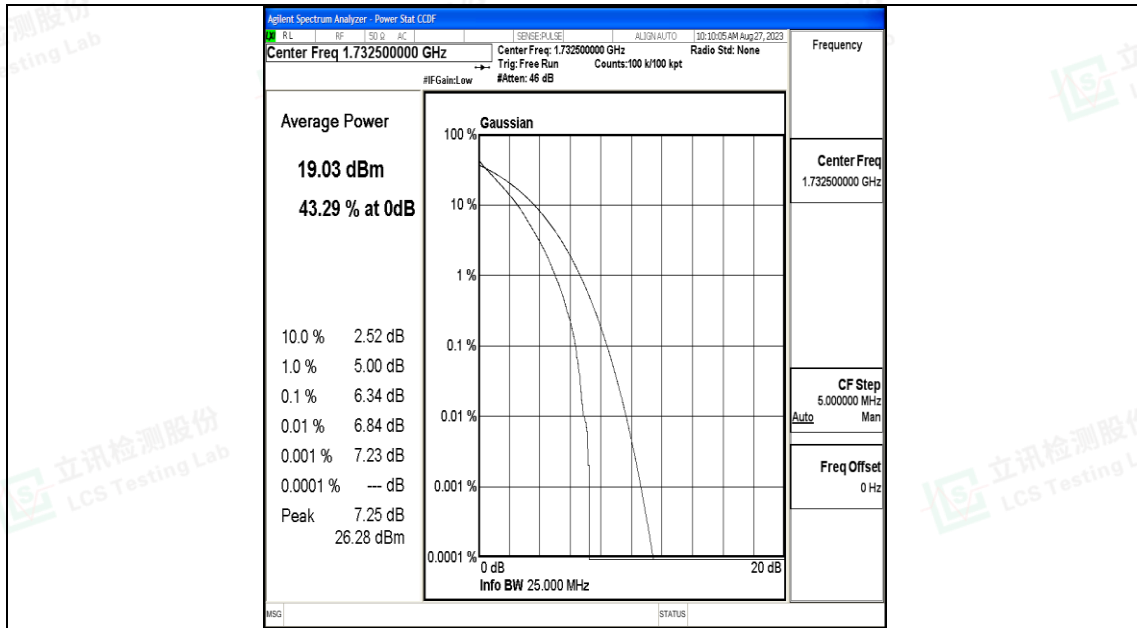 Agilent Spectrum Analyzer - Power Stat CCDF
RL RF 50 Ω AC SENSE:PULSE ALIGN AUTO 10:10:05 AM Aug 27, 2023
Center Freq 1.732500000 GHz
Center Freq: 1.732500000 GHz Radio Std: None
Trig: Free Run Counts:100 k/100 kpt
#IFGain:Low #Atten: 46 dB
Frequency
Average Power
19.03 dBm
43.29 % at 0dB
10.0 % 2.52 dB
1.0 % 5.00 dB
0.1 % 6.34 dB
0.01 % 6.84 dB
0.001 % 7.23 dB
0.0001 % --- dB
Peak 7.25 dB
26.28 dBm
Gaussian
100 %
10 %
1 %
0.1 %
0.01 %
0.001 %
0.0001 %
0 dB 20 dB
Info BW 25.000 MHz
Center Freq
1.732500000 GHz
CF Step
5.000000 MHz
Auto Man
Freq Offset
0 Hz
MSG STATUS
立讯检测股份
LCS Testing Lab
立讯检测股份
LCS Testing L